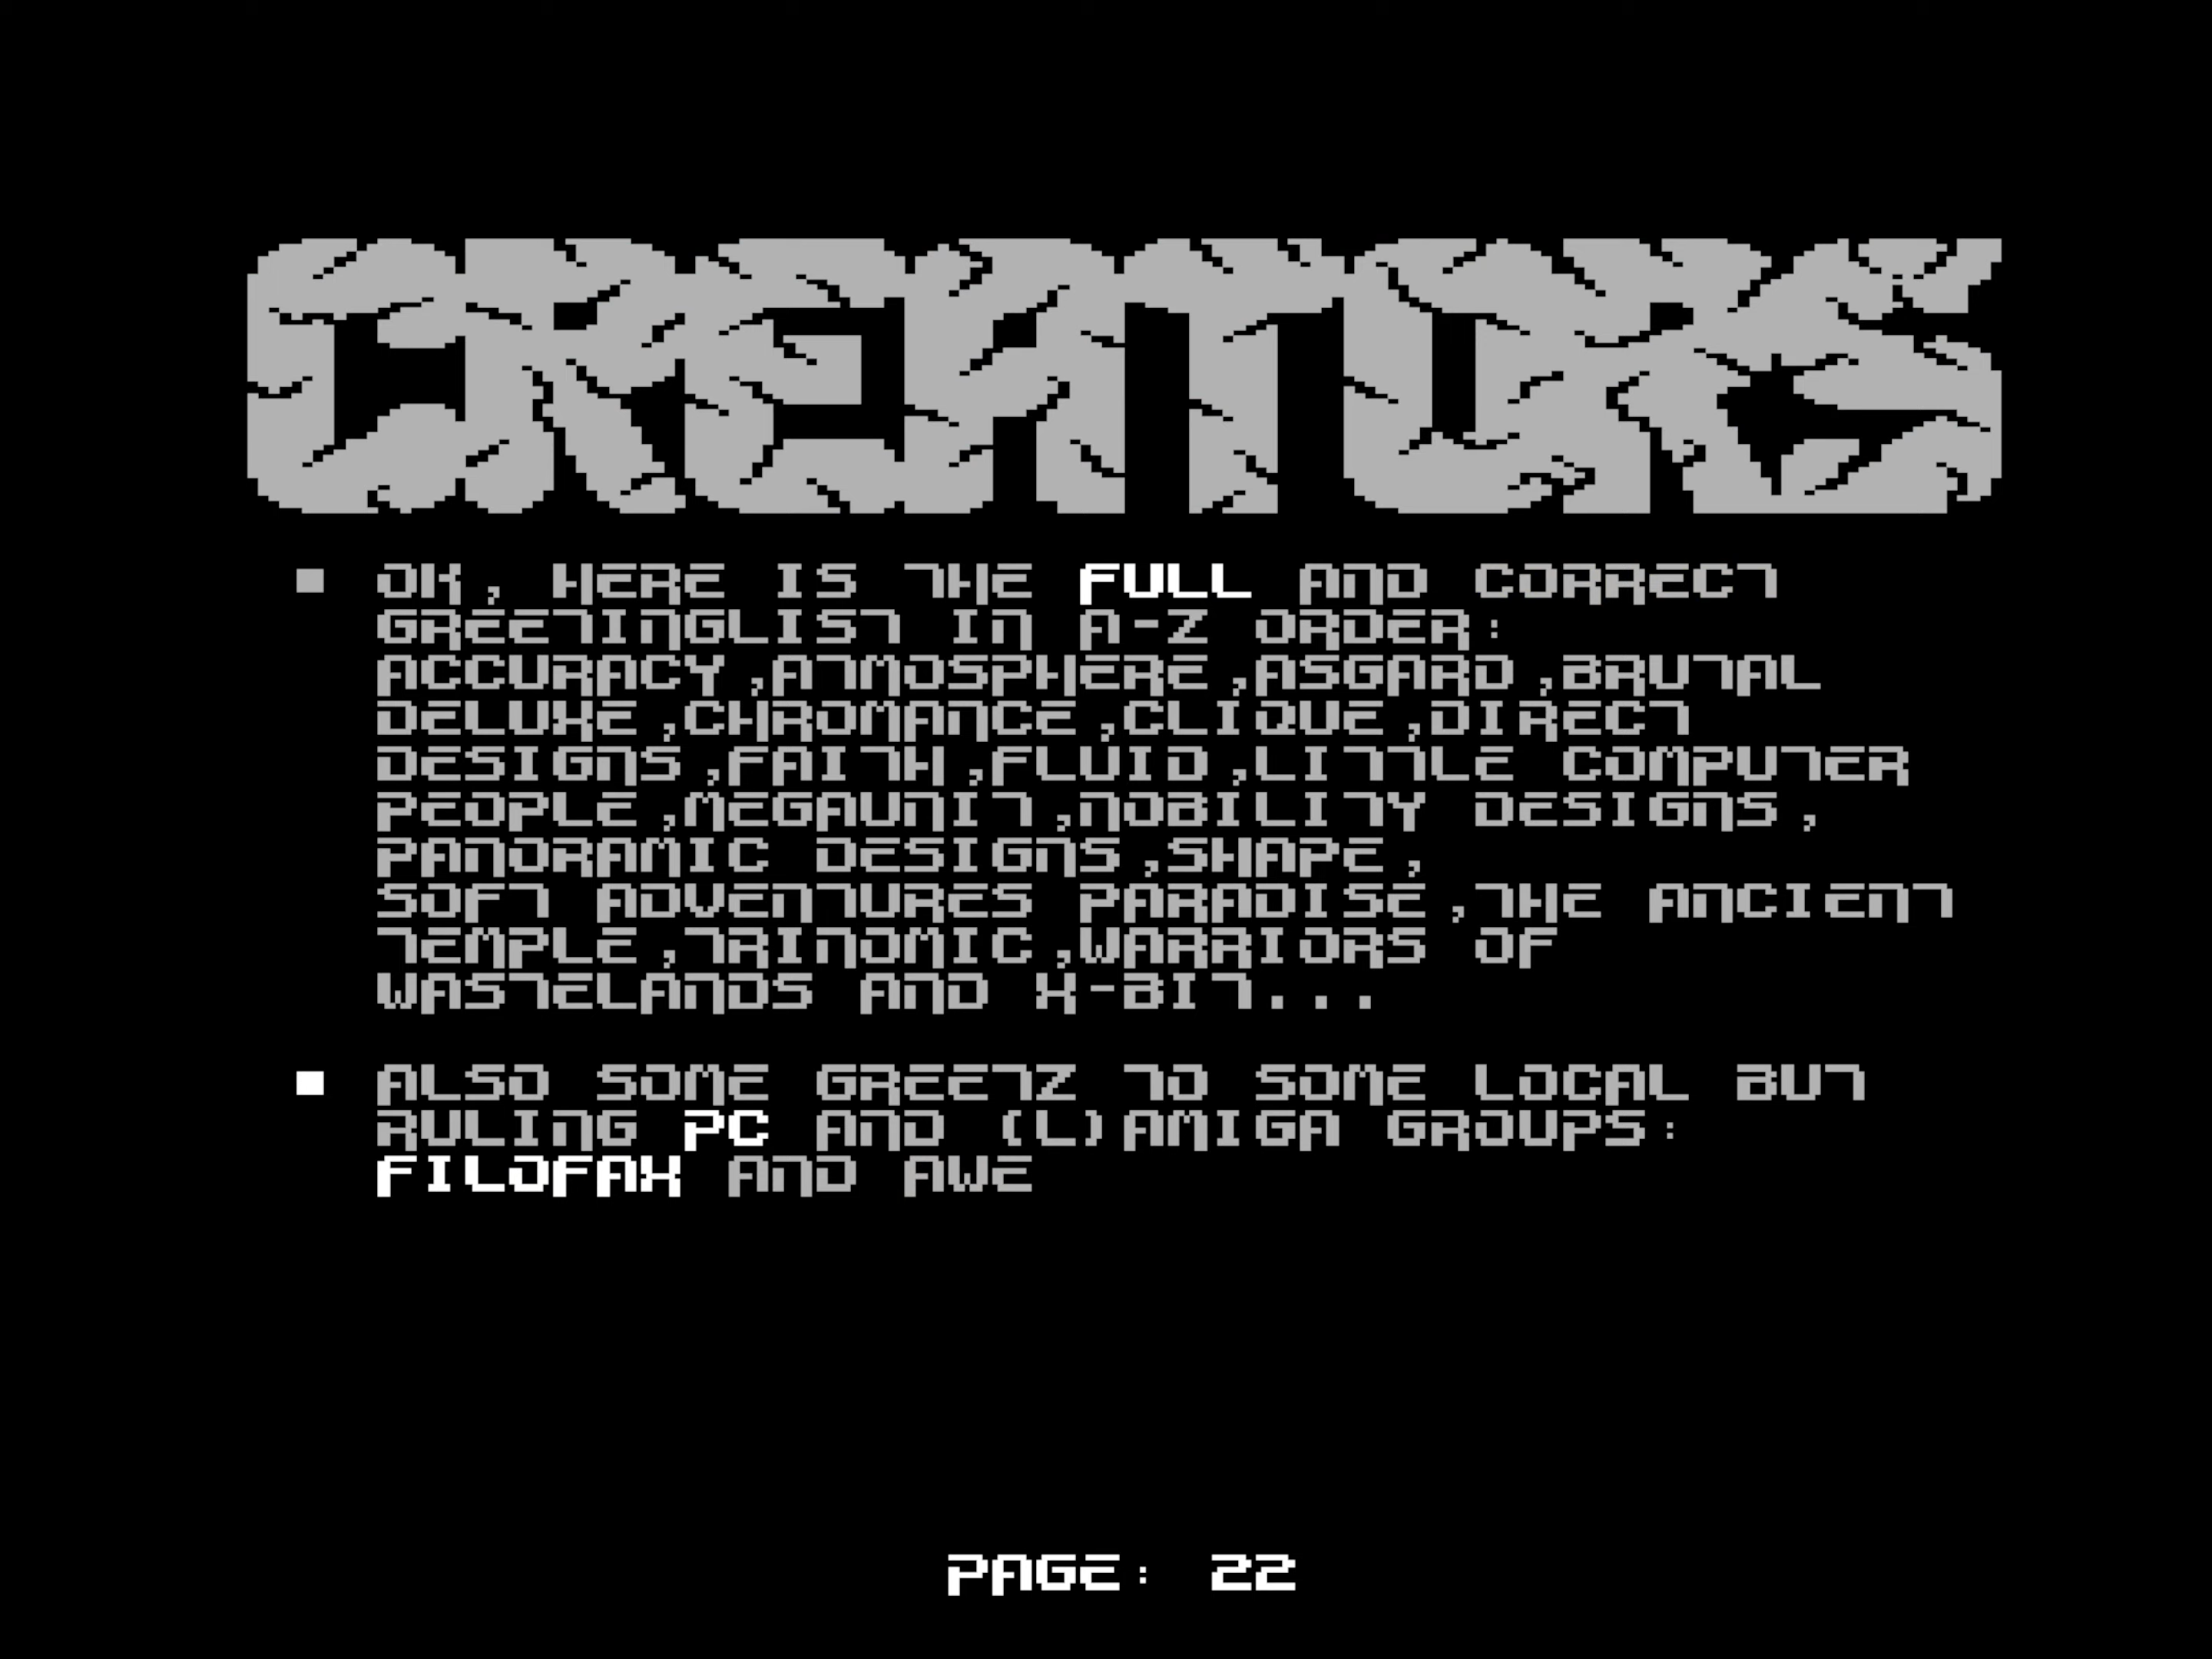 CREATURES
OK, HERE IS THE FULL AND CORRECT
GREETINGLIST IN A-Z ORDER:
ACCURACY,ATMOSPHERE,ASGARD,BRUTAL
DELUXE,CHROMANCE,CLIQUE,DIRECT
DESIGNS,FAITH,FLUID,LITTLE COMPUTER
PEOPLE,MEGAUNIT,NOBILITY DESIGNS,
PANORAMIC DESIGNS,SHAPE,
SOFT ADVENTURES PARADISE,THE ANCIENT
TEMPLE,TRINOMIC,WARRIORS OF
WASTELANDS AND X-BIT...
ALSO SOME GREETZ TO SOME LOCAL BUT
RULING PC AND (L)AMIGA GROUPS:
FILOFAX AND AWE
PAGE: 22